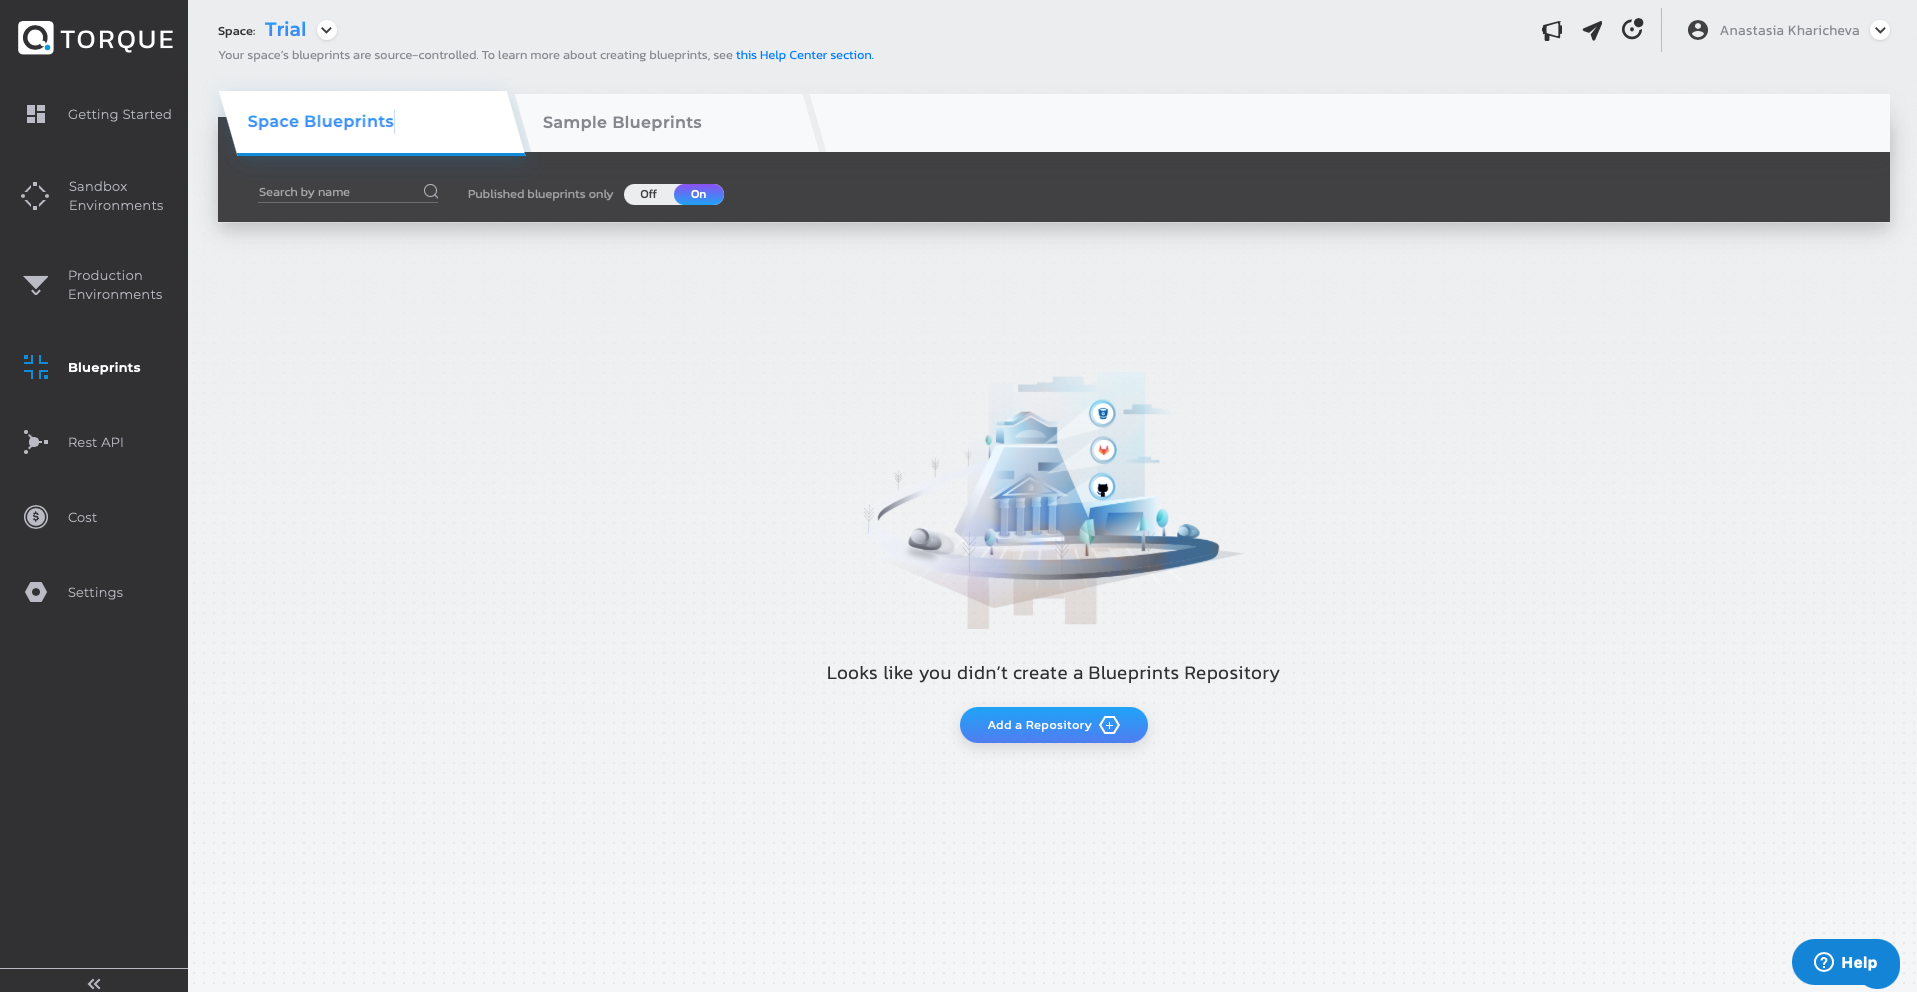 TORQUE
Getting Started
Sandbox
Environments
Production
Environments
Blueprints
Rest API
Cost
Settings
Space: Trial
Your space's blueprints are source-controlled. To learn more about creating blueprints, see this Help Center section.
Anastasia Kharicheva
Space Blueprints
Sample Blueprints
Search by name
Published blueprints only Off On
Looks like you didn't create a Blueprints Repository
Add a Repository
Help